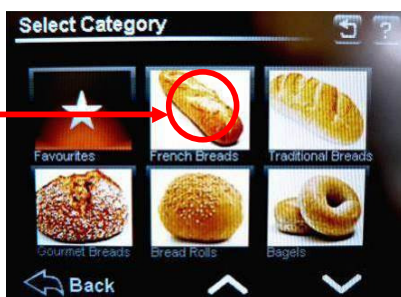 Select Category
?
Favourites French Breads Traditional Breads
Gourmet Breads Bread Rolls Bagels
Back